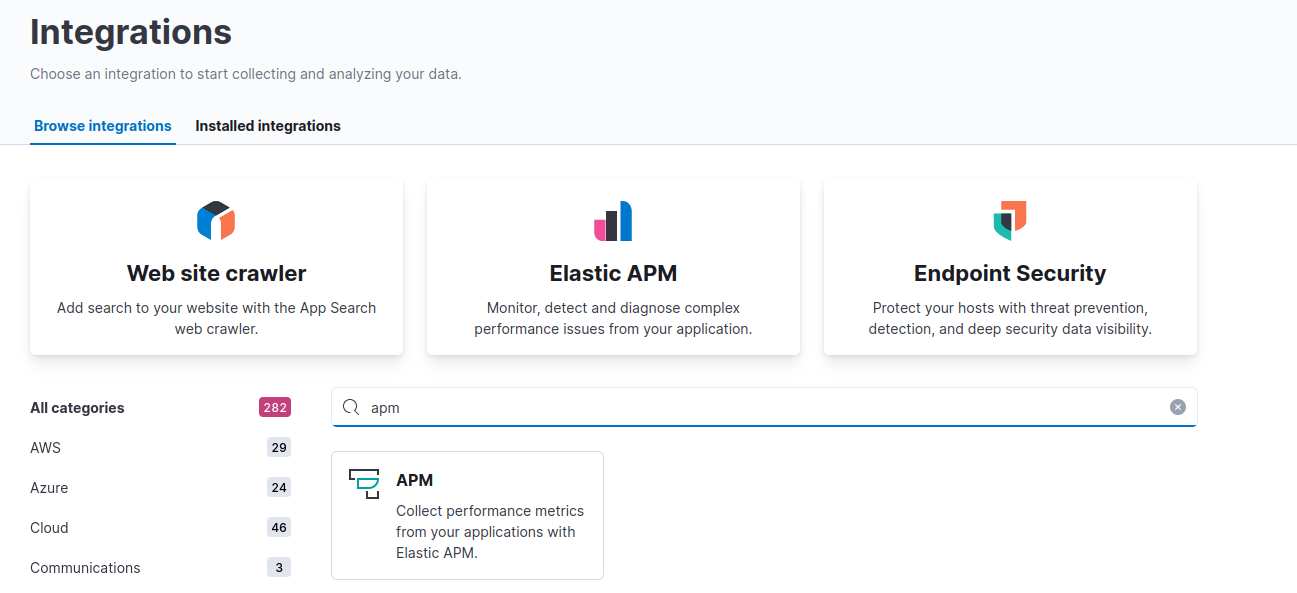 Integrations
Choose an integration to start collecting and analyzing your data.
Browse integrations
Installed integrations
Web site crawler
Add search to your website with the App Search
web crawler.
Elastic APM
Monitor, detect and diagnose complex
performance issues from your application.
Endpoint Security
Protect your hosts with threat prevention,
detection, and deep security data visibility.
All categories 282
AWS 29
Azure 24
Cloud 46
Communications 3
apm
APM
Collect performance metrics
from your applications with
Elastic APM.